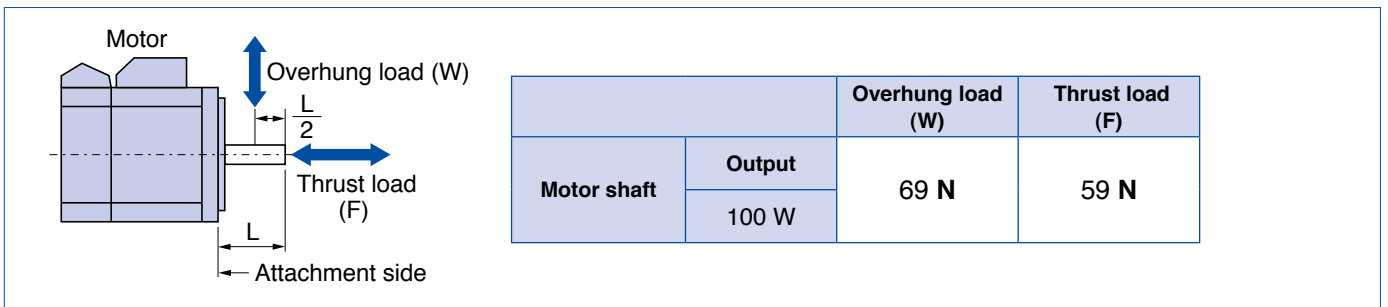 Motor
Overhung load (W)
L
2
Thrust load
(F)
L
Attachment side
Overhung load
(W)
Thrust load
(F)
Motor shaft
Output
100 W
69 N
59 N